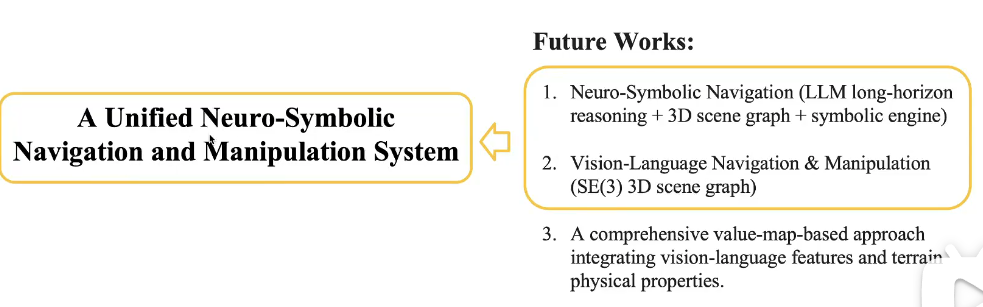 Future Works:
A Unified Neuro-Symbolic
Navigation and Manipulation System
1. Neuro-Symbolic Navigation (LLM long-horizon
reasoning + 3D scene graph + symbolic engine)
2. Vision-Language Navigation & Manipulation
(SE(3) 3D scene graph)
3. A comprehensive value-map-based approach
integrating vision-language features and terrain
physical properties.